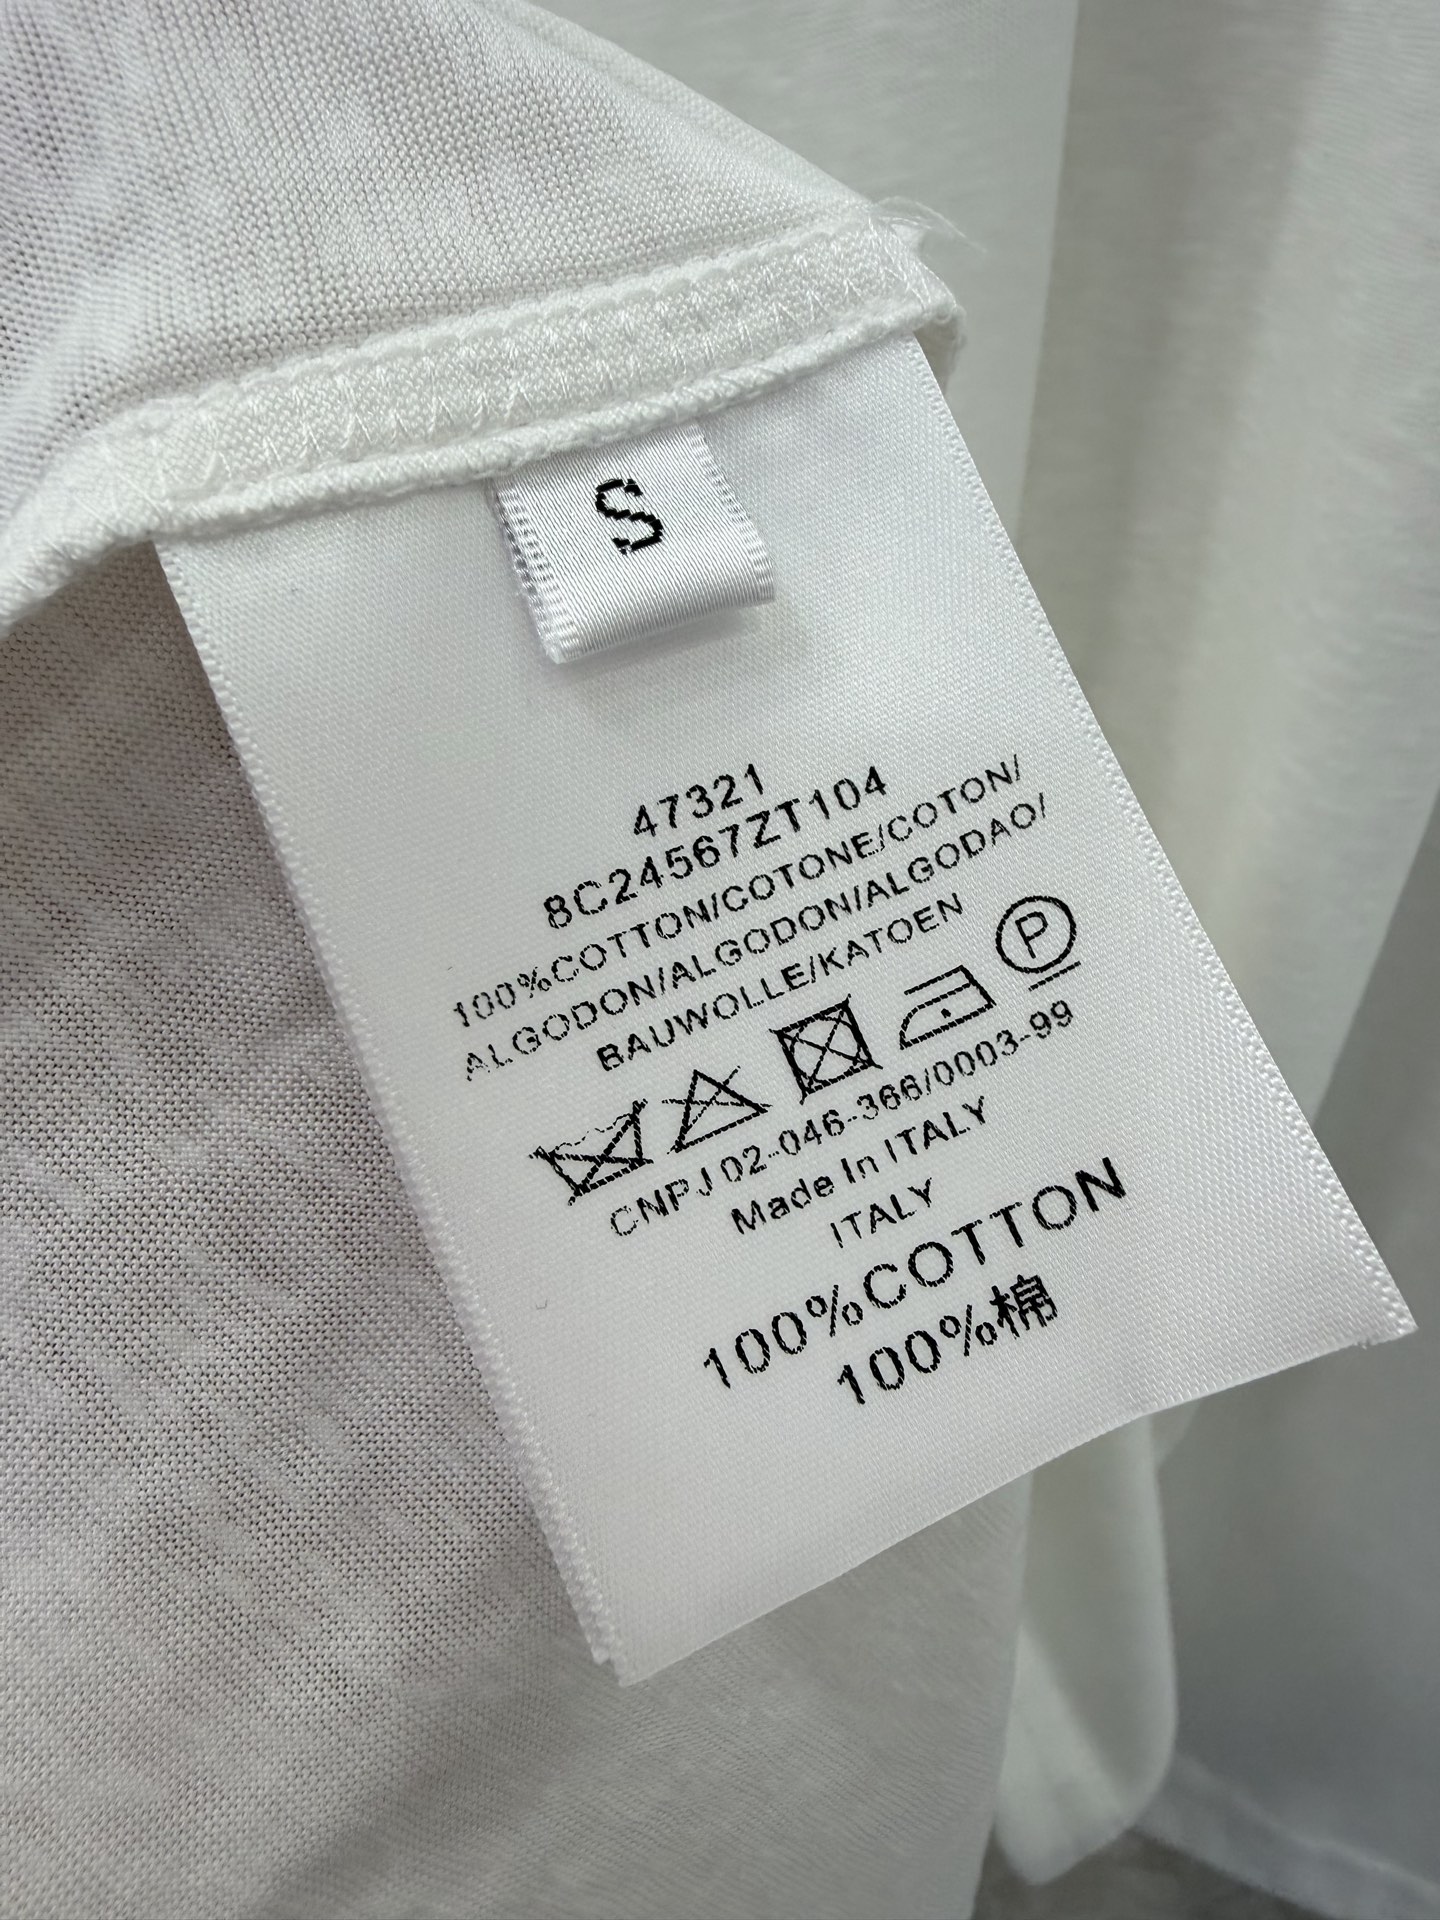 S
47321
8C24567ZT104
100%COTTON/COTONE/COTON/
ALGODON/ALGODON/ALGODAO/
BAUWOLLE/KATOEN
P
CNPJ 02-046-366/0003-99
Made In ITALY
ITALY
100%COTTON
100%棉